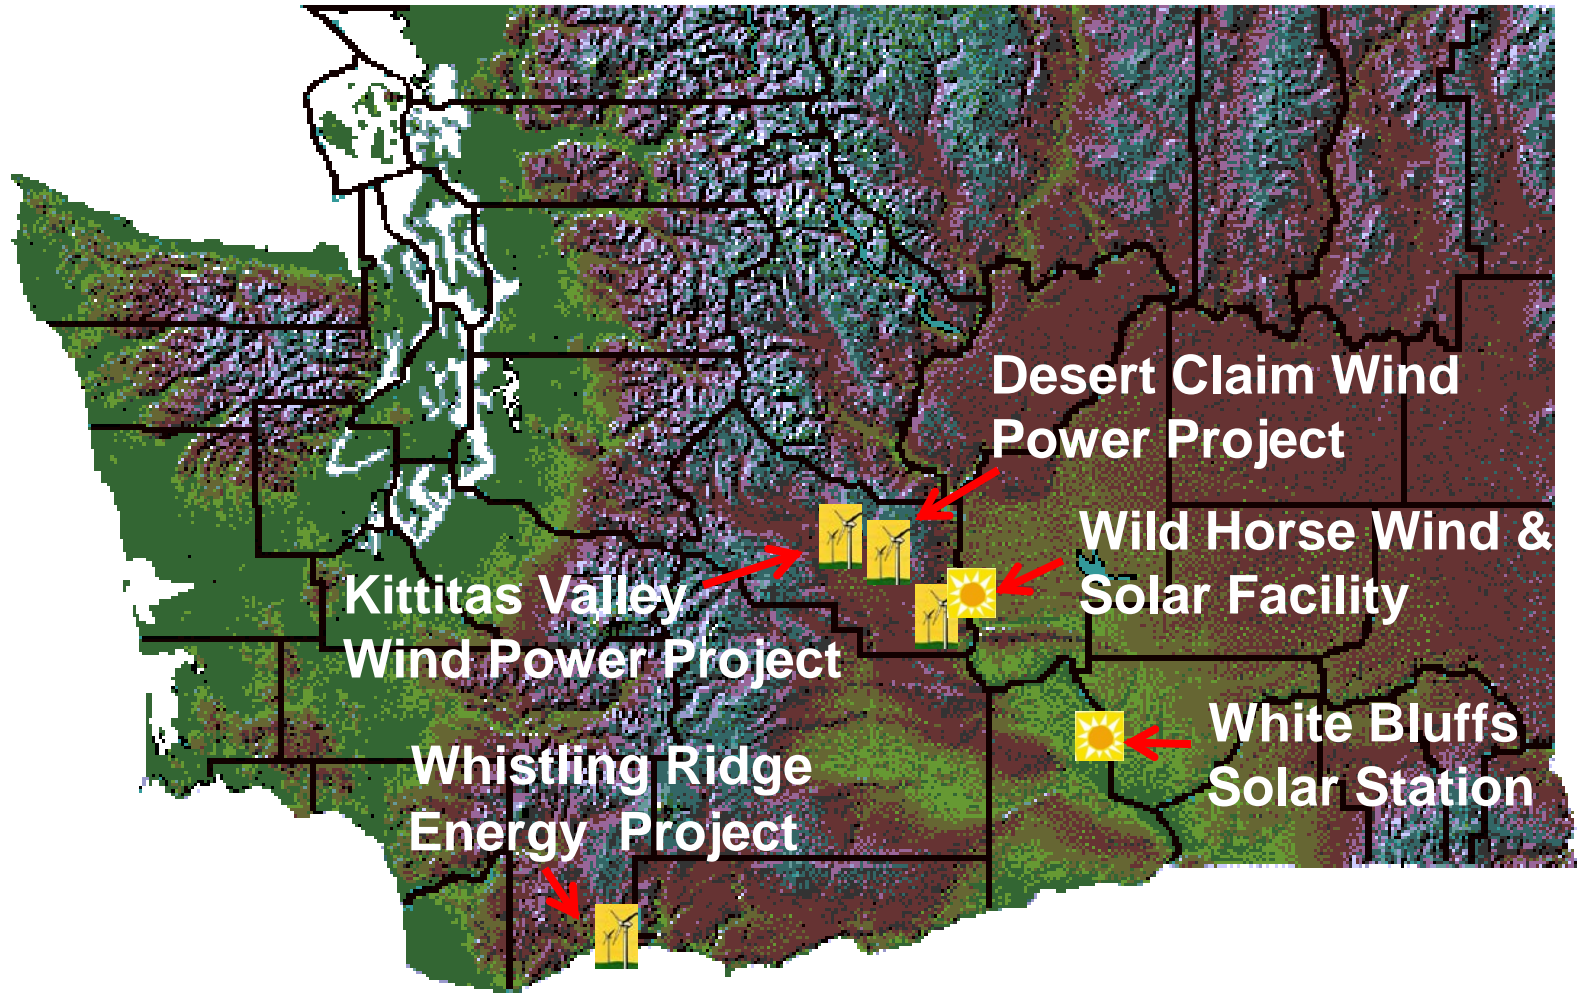 Desert Claim Wind
Power Project
Wild Horse Wind &
Solar Facility
Kittitas Valley
Wind Power Project
White Bluffs
Solar Station
Whistling Ridge
Energy Project